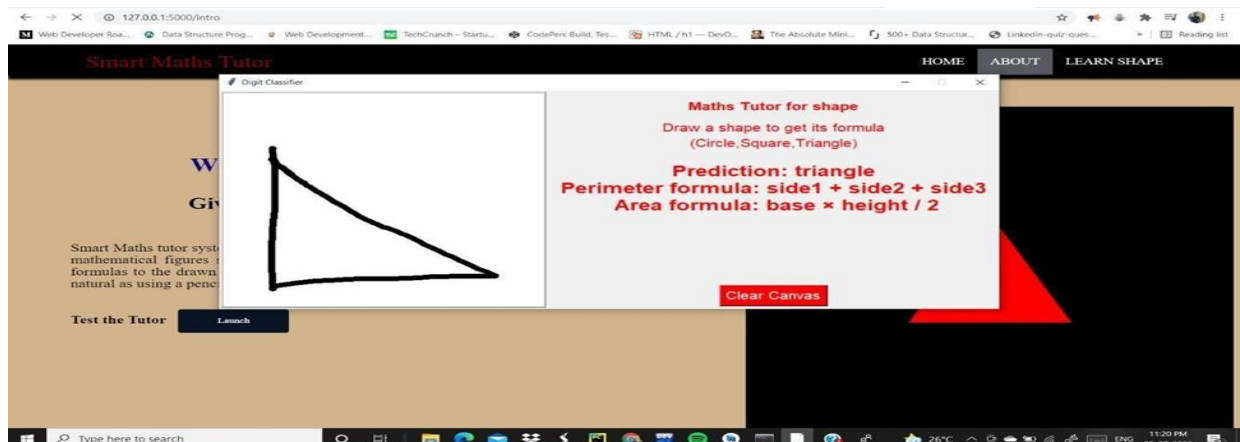 127.0.0.1:5000/intro
Web Developer Roa... Data Structure Prog... Web Development... TechCrunch – Startu... CodePen: Build, Tes... HTML / h1 — DevD... The Absolute Mini... 500+ Data Structur... Linkedin-quiz-ques... » Reading list
Smart Maths Tutor
HOME ABOUT LEARN SHAPE
Digit Classifier
Maths Tutor for shape
Draw a shape to get its formula
(Circle,Square,Triangle)
Prediction: triangle
Perimeter formula: side1 + side2 + side3
Area formula: base × height / 2
Clear Canvas
W
Giv
Smart Maths tutor syst
mathematical figures
formulas to the drawn
natural as using a penc
Test the Tutor Launch
Type here to search
26°C ENG 11:20 PM